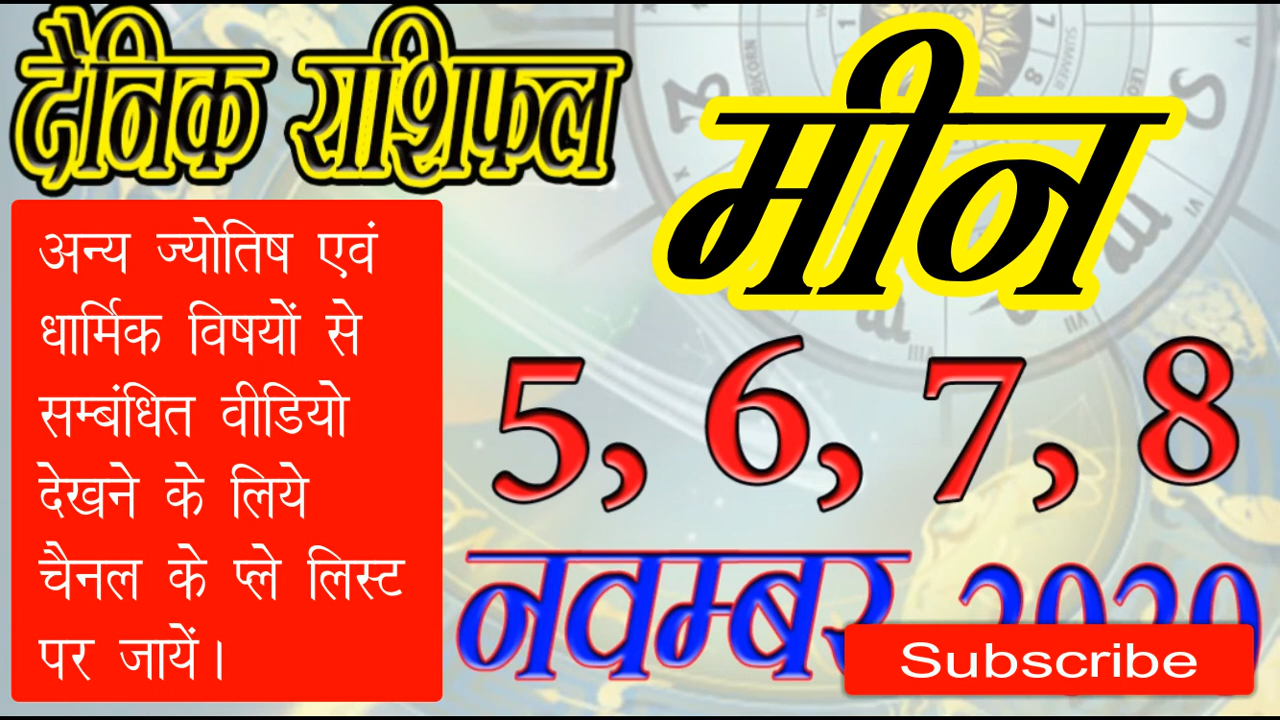 दैनिक राशिफल
मीन
अन्य ज्योतिष एवं
धार्मिक विषयों से
सम्बंधित वीडियो
देखने के लिये
चैनल के प्ले लिस्ट
पर जायें।
5, 6, 7, 8
नवम्बर 2020
Subscribe